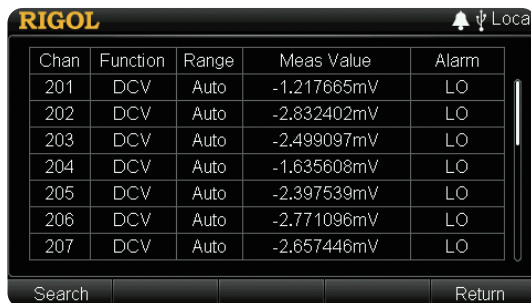 RIGOL Loca
Chan Function Range Meas Value Alarm
201 DCV Auto -1.217665mV LO
202 DCV Auto -2.832402mV LO
203 DCV Auto -2.499097mV LO
204 DCV Auto -1.635608mV LO
205 DCV Auto -2.397539mV LO
206 DCV Auto -2.771096mV LO
207 DCV Auto -2.657446mV LO
Search Return